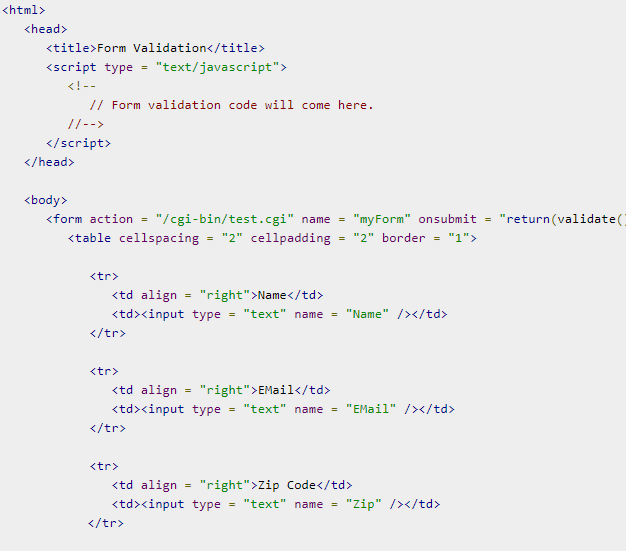 <html>
<head>
<title>Form Validation</title>
<script type = "text/javascript">
<!--
// Form validation code will come here.
//-->
</script>
</head>
<body>
<form action = "/cgi-bin/test.cgi" name = "myForm" onsubmit = "return(validate()
<table cellspacing = "2" cellpadding = "2" border = "1">
<tr>
<td align = "right">Name</td>
<td><input type = "text" name = "Name" /></td>
</tr>
<tr>
<td align = "right">EMail</td>
<td><input type = "text" name = "EMail" /></td>
</tr>
<tr>
<td align = "right">Zip Code</td>
<td><input type = "text" name = "Zip" /></td>
</tr>